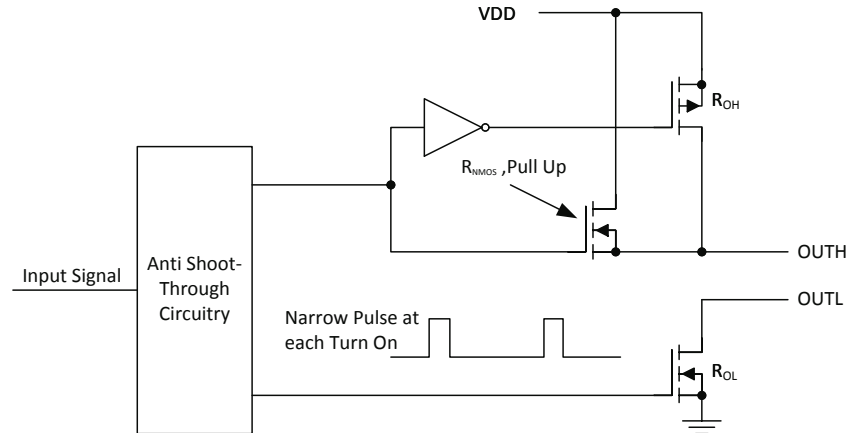 VDD
R_OH
R_NMOS ,Pull Up
Input Signal
Anti Shoot-
Through
Circuitry
OUTH
OUTL
Narrow Pulse at
each Turn On
R_OL